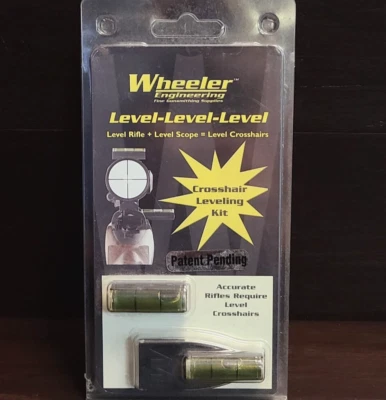 Wheeler™
Engineering
Fine Gunsmithing Supplies
Level-Level-Level
Level Rifle + Level Scope = Level Crosshairs
Crosshair
Leveling
Kit
Patent Pending
Accurate
Rifles Require
Level
Crosshairs